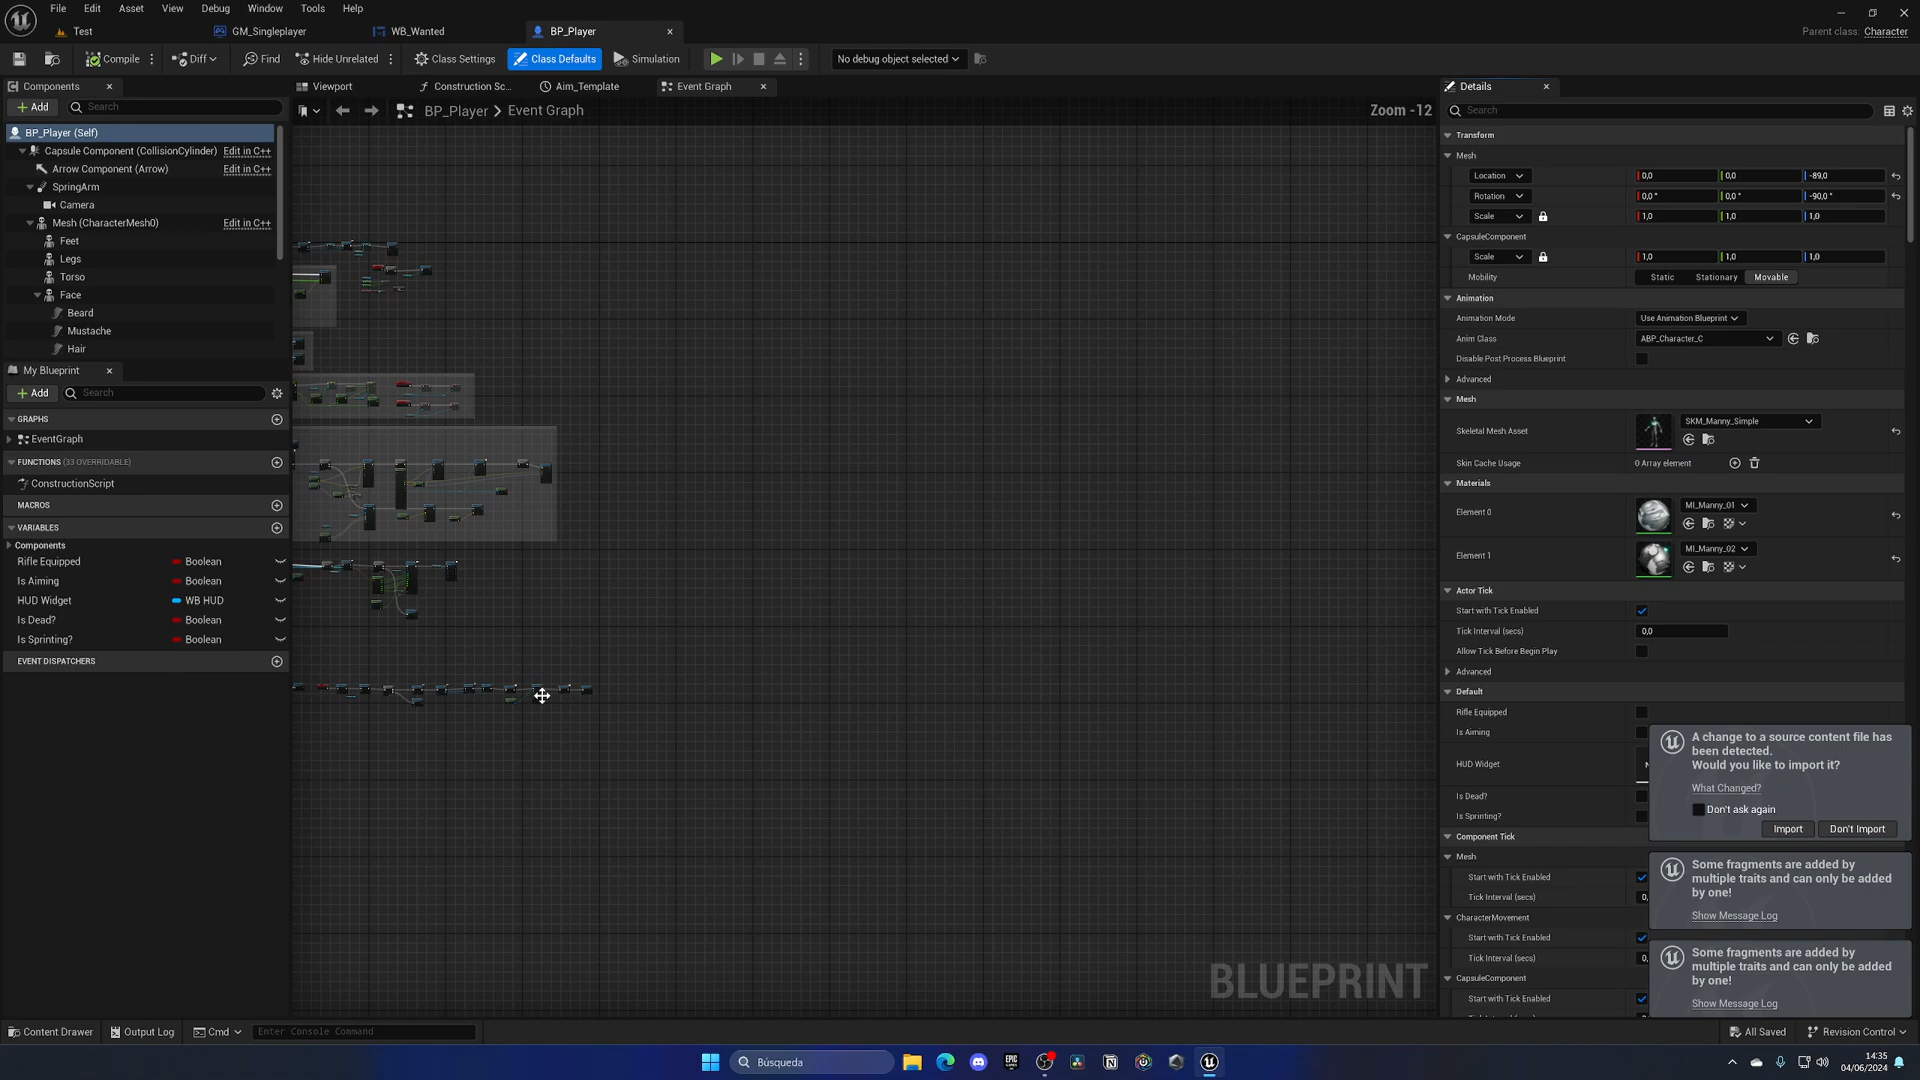 File Edit Asset View Debug Window Tools Help
Test GM_Singleplayer WB_Wanted BP_Player
Parent class: Character
Compile Diff Find Hide Unrelated Class Settings Class Defaults Simulation No debug object selected
Components
Add Search
BP_Player (Self)
Capsule Component (CollisionCylinder) Edit in C++
Arrow Component (Arrow) Edit in C++
SpringArm
Camera
Mesh (CharacterMesh0) Edit in C++
Feet
Legs
Torso
Face
Beard
Mustache
Hair
My Blueprint
Add Search
GRAPHS
EventGraph
FUNCTIONS (33 OVERRIDABLE)
ConstructionScript
MACROS
VARIABLES
Components
Rifle Equipped Boolean
Is Aiming Boolean
HUD Widget WB HUD
Is Dead? Boolean
Is Sprinting? Boolean
EVENT DISPATCHERS
Viewport Construction Sc... Aim_Template Event Graph
BP_Player > Event Graph
Zoom -12
BLUEPRINT
Details
Search
Transform
Mesh
Location 0,0 0,0 -89,0
Rotation 0,0 ° 0,0 ° -90,0 °
Scale 1,0 1,0 1,0
CapsuleComponent
Scale 1,0 1,0 1,0
Mobility Static Stationary Movable
Animation
Animation Mode Use Animation Blueprint
Anim Class ABP_Character_C
Disable Post Process Blueprint
Advanced
Mesh
Skeletal Mesh Asset SKM_Manny_Simple
Skin Cache Usage 0 Array element
Materials
Element 0 MI_Manny_01
Element 1 MI_Manny_02
Actor Tick
Start with Tick Enabled
Tick Interval (secs) 0,0
Allow Tick Before Begin Play
Advanced
Default
Rifle Equipped
Is Aiming
HUD Widget
Is Dead?
Is Sprinting?
Component Tick
Mesh
Start with Tick Enabled
Tick Interval (secs) 0,
CharacterMovement
Start with Tick Enabled
Tick Interval (secs) 0,
CapsuleComponent
Start with Tick Enabled
A change to a source content file has
been detected.
Would you like to import it?
What Changed?
Don't ask again
Import Don't Import
Some fragments are added by
multiple traits and can only be added
by one!
Show Message Log
Some fragments are added by
multiple traits and can only be added
by one!
Show Message Log
Content Drawer Output Log Cmd Enter Console Command
All Saved Revision Control
Búsqueda
14:35
04/06/2024